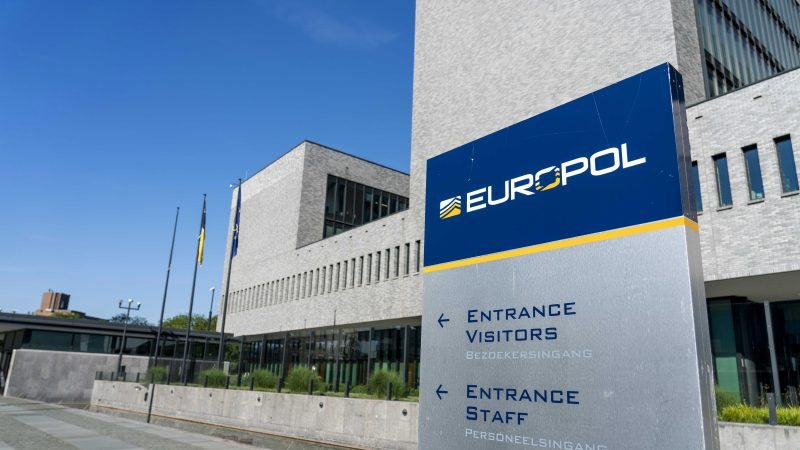 EUROPOL
← ENTRANCE
VISITORS
BEZOEKERSINGANG
← ENTRANCE
STAFF
PERSONEELSINGANG